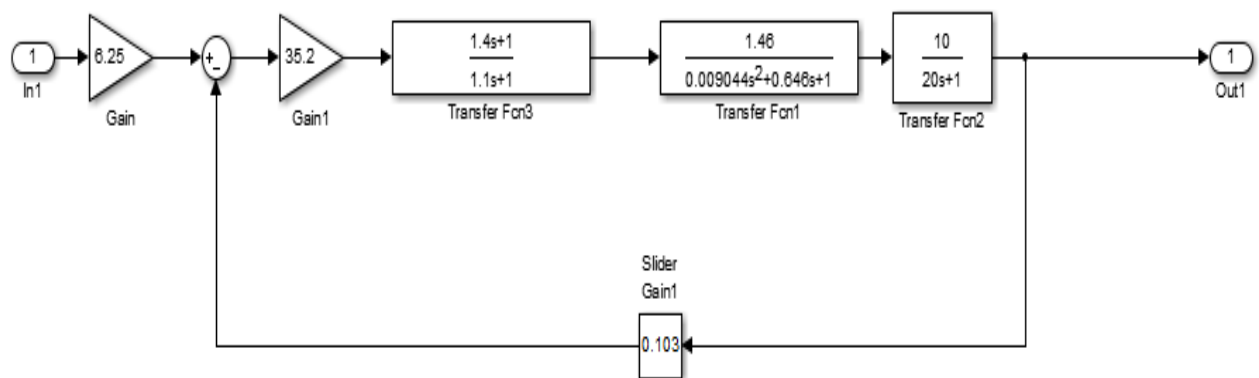 1
In1
6.25
Gain
+
-
35.2
Gain1
1.4s+1
1.1s+1
Transfer Fcn3
1.46
0.009044s2+0.646s+1
Transfer Fcn1
10
20s+1
Transfer Fcn2
1
Out1
Slider
Gain1
0.103